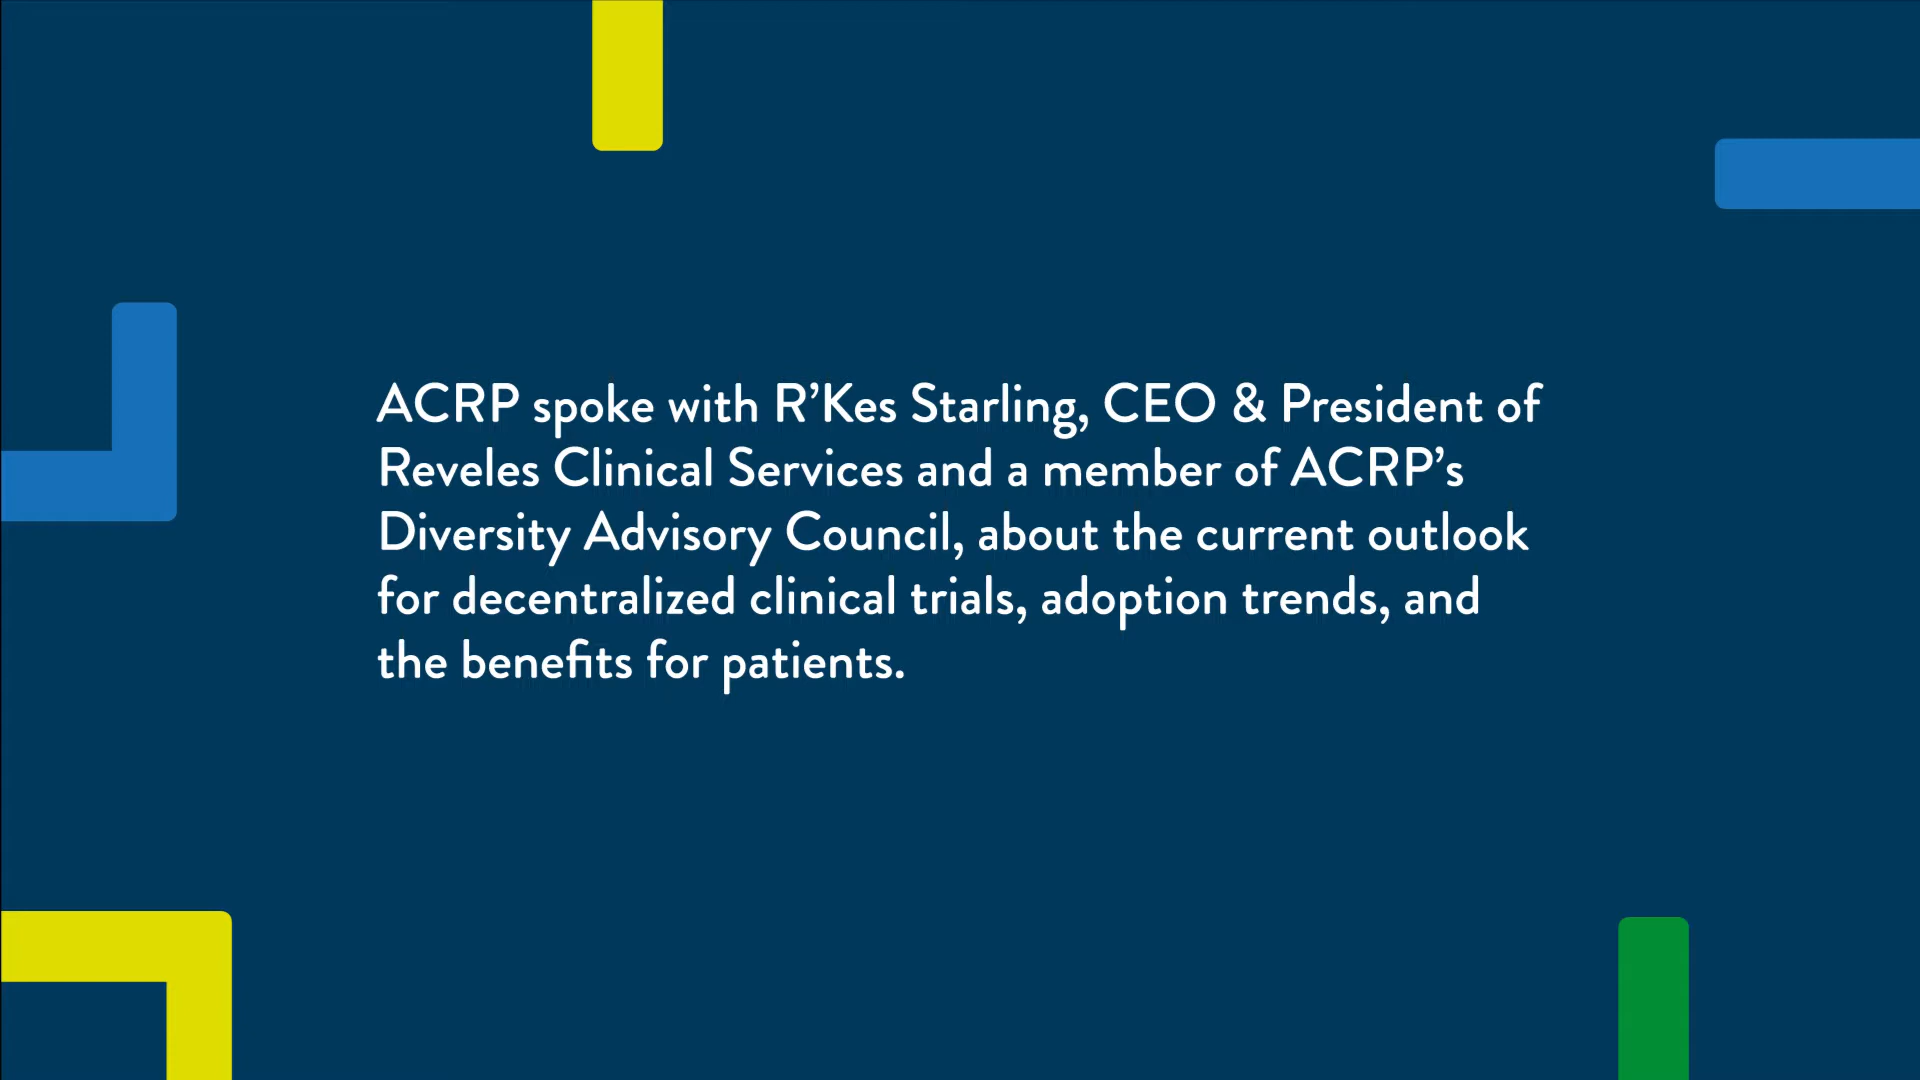 ACRP spoke with R’Kes Starling, CEO & President of
Reveles Clinical Services and a member of ACRP’s
Diversity Advisory Council, about the current outlook
for decentralized clinical trials, adoption trends, and
the benefits for patients.